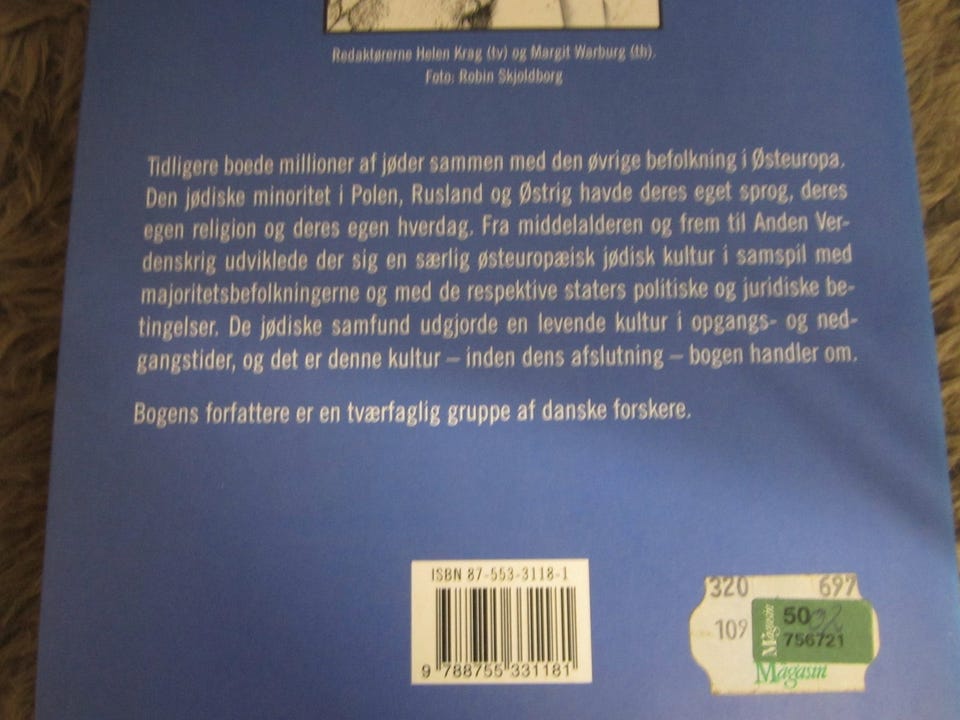 Redaktørerne Helen Krag (tv) og Margit Warburg (th).
Foto: Robin Skjoldborg
Tidligere boede millioner af jøder sammen med den øvrige befolkning i Østeuropa.
Den jødiske minoritet i Polen, Rusland og Østrig havde deres eget sprog, deres
egen religion og deres egen hverdag. Fra middelalderen og frem til Anden Ver-
denskrig udviklede der sig en særlig østeuropæisk jødisk kultur i samspil med
majoritetsbefolkningerne og med de respektive staters politiske og juridiske be-
tingelser. De jødiske samfund udgjorde en levende kultur i opgangs- og ned-
gangstider, og det er denne kultur – inden dens afslutning – bogen handler om.
Bogens forfattere er en tværfaglig gruppe af danske forskere.
ISBN 87-553-3118-1
9 788755 331181
320 697
109
Magasin
50
756721
Magasin